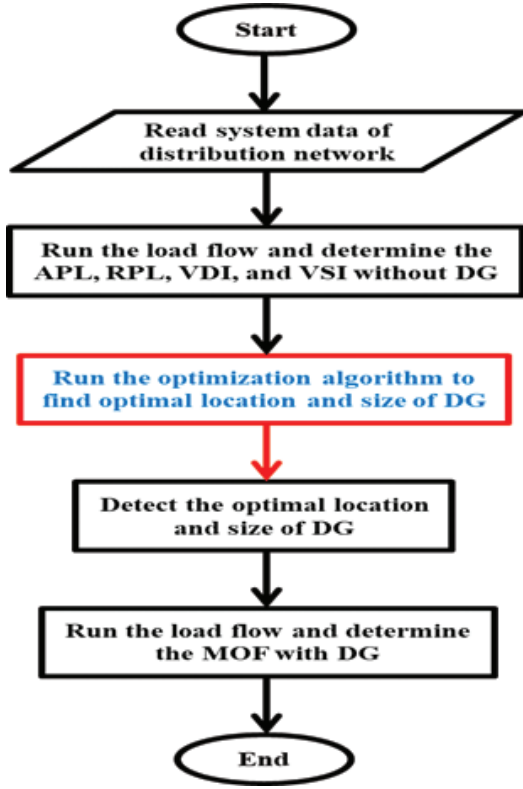 Start
Read system data of
distribution network
Run the load flow and determine the
APL, RPL, VDI, and VSI without DG
Run the optimization algorithm to
find optimal location and size of DG
Detect the optimal location
and size of DG
Run the load flow and determine
the MOF with DG
End